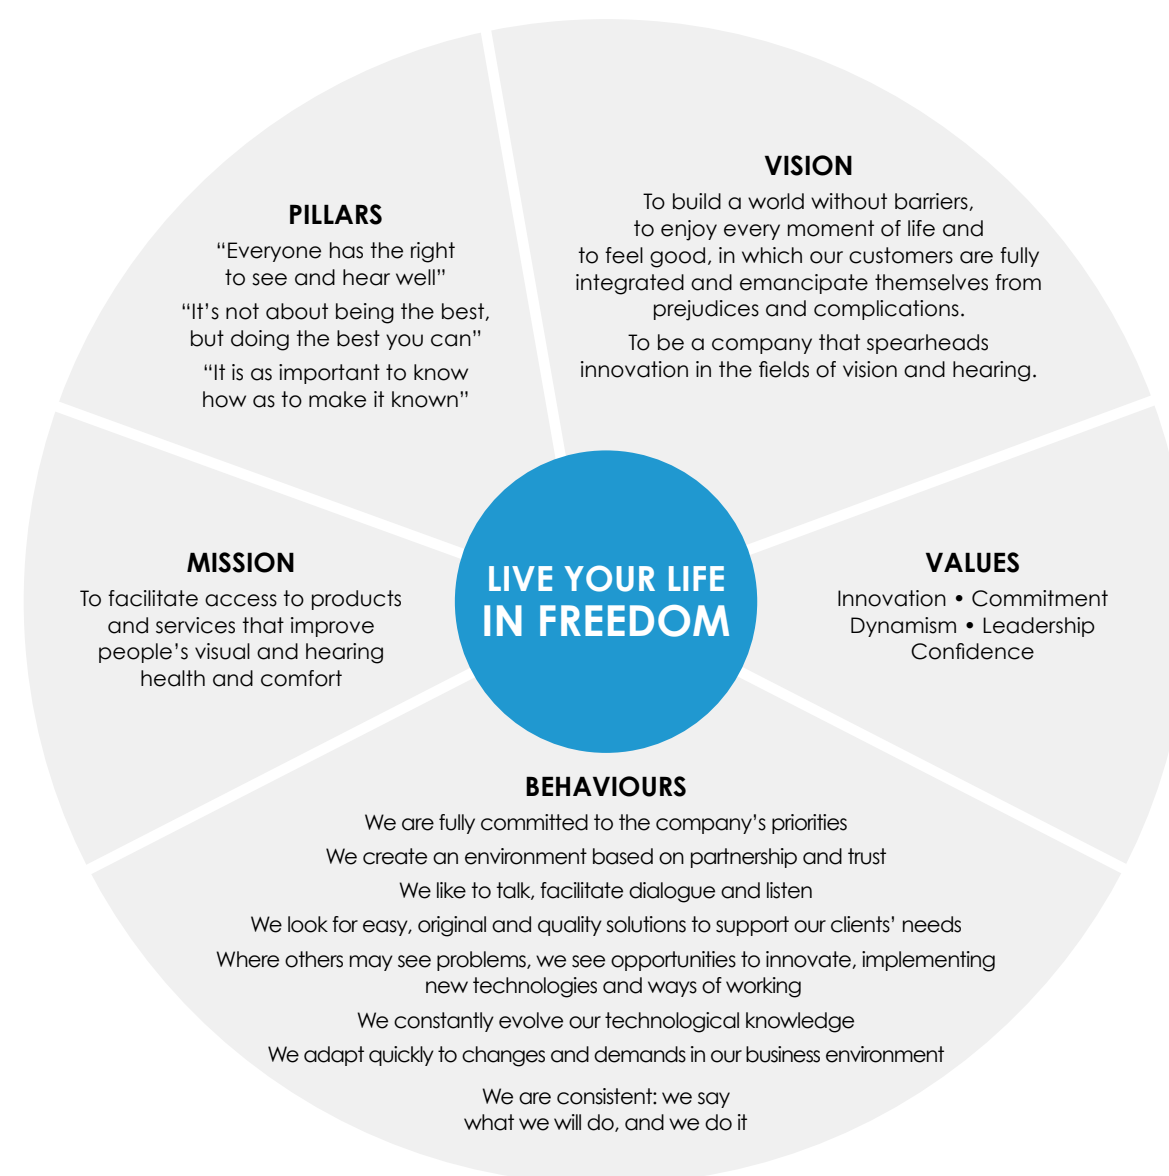 PILLARS
“Everyone has the right
to see and hear well”
“It’s not about being the best,
but doing the best you can”
“It is as important to know
how as to make it known”
VISION
To build a world without barriers,
to enjoy every moment of life and
to feel good, in which our customers are fully
integrated and emancipate themselves from
prejudices and complications.
To be a company that spearheads
innovation in the fields of vision and hearing.
MISSION
To facilitate access to products
and services that improve
people’s visual and hearing
health and comfort
LIVE YOUR LIFE
IN FREEDOM
VALUES
Innovation • Commitment
Dynamism • Leadership
Confidence
BEHAVIOURS
We are fully committed to the company’s priorities
We create an environment based on partnership and trust
We like to talk, facilitate dialogue and listen
We look for easy, original and quality solutions to support our clients’ needs
Where others may see problems, we see opportunities to innovate, implementing
new technologies and ways of working
We constantly evolve our technological knowledge
We adapt quickly to changes and demands in our business environment
We are consistent: we say
what we will do, and we do it